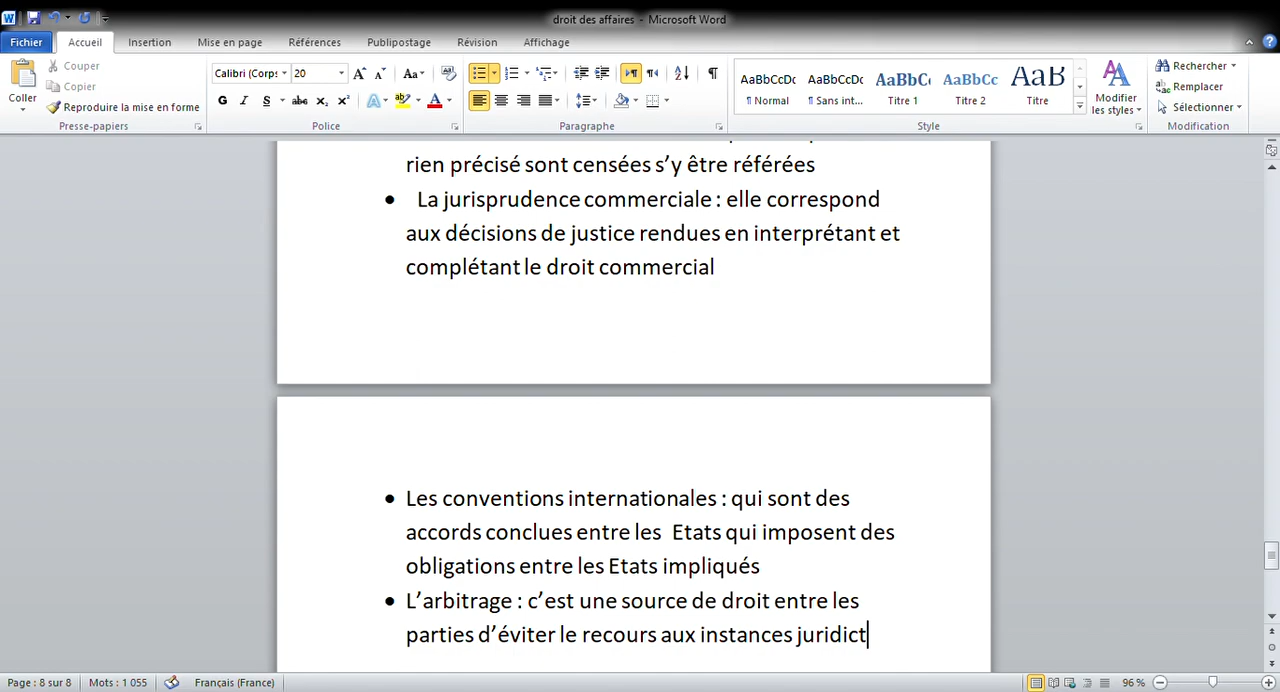 droit des affaires - Microsoft Word
Fichier Accueil Insertion Mise en page Références Publipostage Révision Affichage
Coller
Couper
Copier
Reproduire la mise en forme
Presse-papiers
Calibri (Corps 20
G I S abc x₂ x²
Police
Paragraphe
AaBbCcDc AaBbCcDc AaBbC AaBbCc AaB
¶ Normal ¶ Sans int... Titre 1 Titre 2 Titre
Style
Modifier
les styles
Rechercher
Remplacer
Sélectionner
Modification
rien précisé sont censées s’y être référées
• La jurisprudence commerciale : elle correspond
aux décisions de justice rendues en interprétant et
complétant le droit commercial
• Les conventions internationales : qui sont des
accords conclues entre les Etats qui imposent des
obligations entre les Etats impliqués
• L’arbitrage : c’est une source de droit entre les
parties d’éviter le recours aux instances juridict
Page : 8 sur 8 Mots : 1 055 Français (France) 96 %